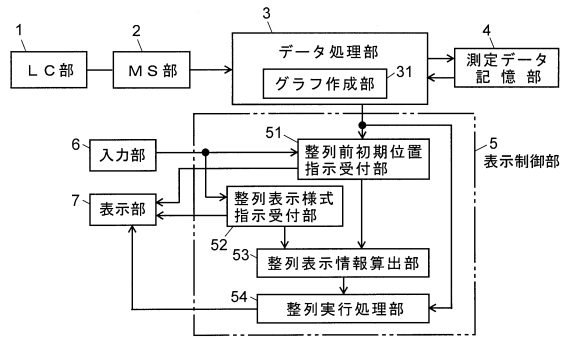 1
LC部
2
MS部
3
データ処理部
グラフ作成部
31
4
測定データ
記憶部
5
表示制御部
6
入力部
51
整列前初期位置
指示受付部
7
表示部
整列表示様式
指示受付部
52
53
整列表示情報算出部
54
整列実行処理部